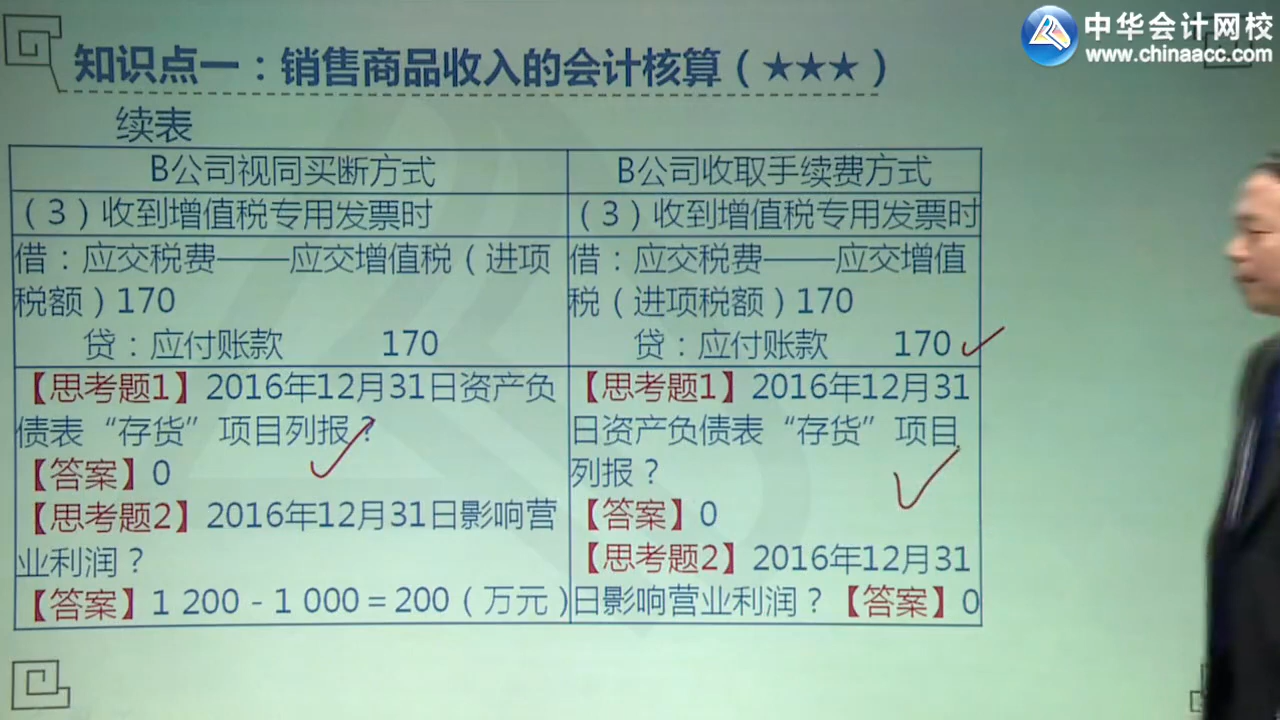 中华会计网校
www.chinaacc.com
知识点一：销售商品收入的会计核算（★★★）
续表
B公司视同买断方式
（3）收到增值税专用发票时
借：应交税费——应交增值税（进项
税额）170
贷：应付账款 170
【思考题1】2016年12月31日资产负
债表“存货”项目列报？
【答案】0
【思考题2】2016年12月31日影响营
业利润？
【答案】1 200－1 000＝200（万元）
B公司收取手续费方式
（3）收到增值税专用发票时
借：应交税费——应交增值
税（进项税额）170
贷：应付账款 170
【思考题1】2016年12月31
日资产负债表“存货”项目
列报？
【答案】0
【思考题2】2016年12月31
日影响营业利润？【答案】0